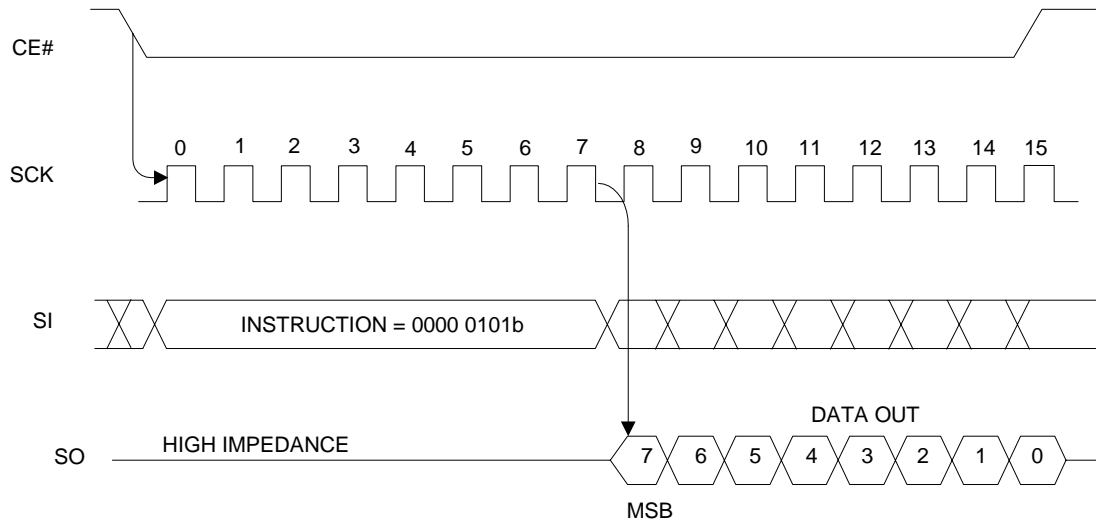 CE#
0 1 2 3 4 5 6 7 8 9 10 11 12 13 14 15
SCK
SI
INSTRUCTION = 0000 0101b
DATA OUT
HIGH IMPEDANCE
SO
7 6 5 4 3 2 1 0
MSB